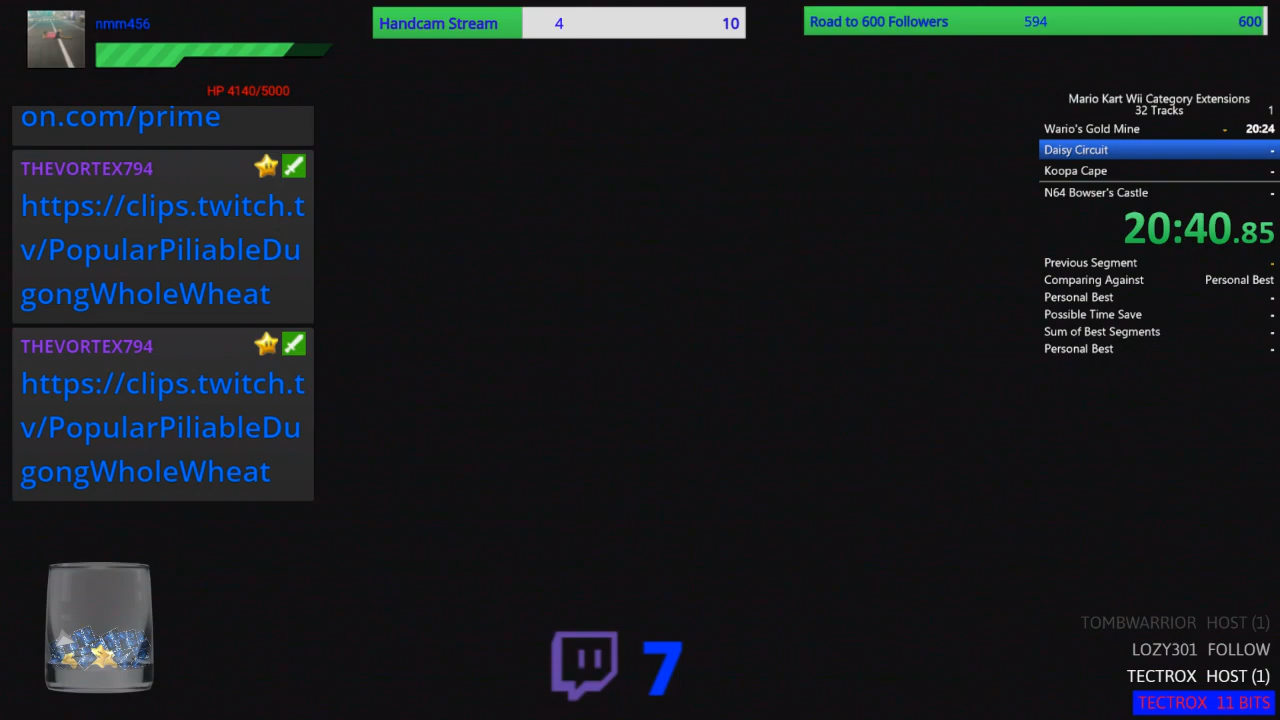 nmm456
HP 4140/5000
Handcam Stream 4 10
Road to 600 Followers 594 600
on.com/prime
THEVORTEX794
https://clips.twitch.t
v/PopularPiliableDu
gongWholeWheat
THEVORTEX794
https://clips.twitch.t
v/PopularPiliableDu
gongWholeWheat
Mario Kart Wii Category Extensions
32 Tracks 1
Wario's Gold Mine - 20:24
Daisy Circuit -
Koopa Cape -
N64 Bowser's Castle -
20:40.85
Previous Segment -
Comparing Against Personal Best
Personal Best -
Possible Time Save -
Sum of Best Segments -
Personal Best -
7
TOMBWARRIOR HOST (1)
LOZY301 FOLLOW
TECTROX HOST (1)
TECTROX 11 BITS